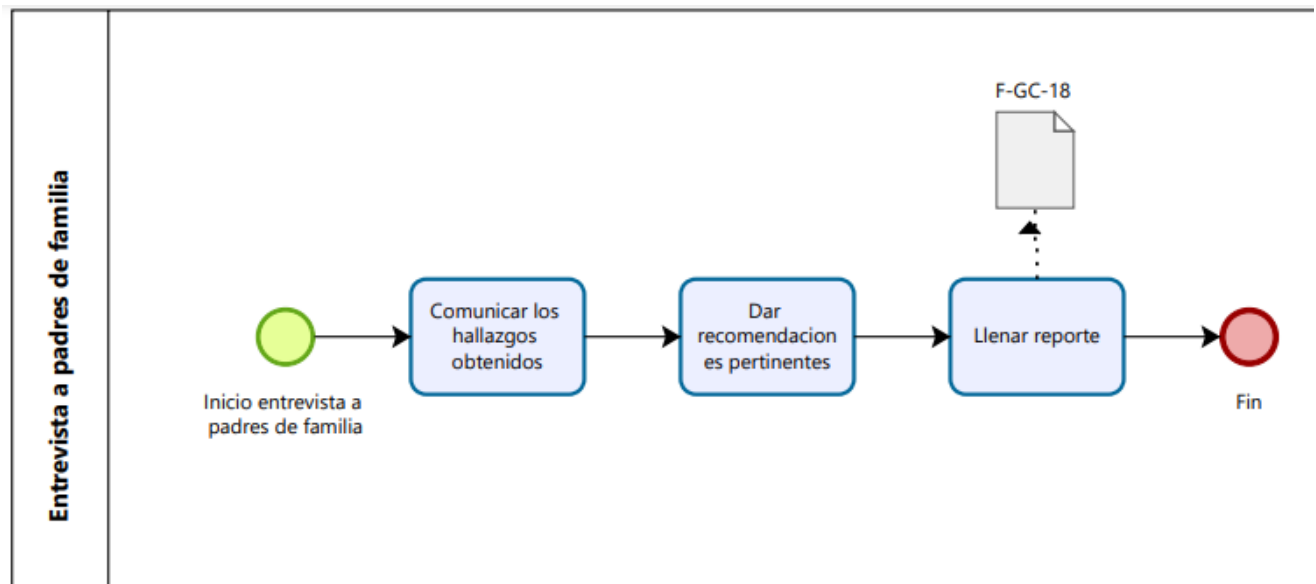 Entrevista a padres de familia
F-GC-18
Inicio entrevista a
padres de familia
Comunicar los
hallazgos
obtenidos
Dar
recomendacion
es pertinentes
Llenar reporte
Fin